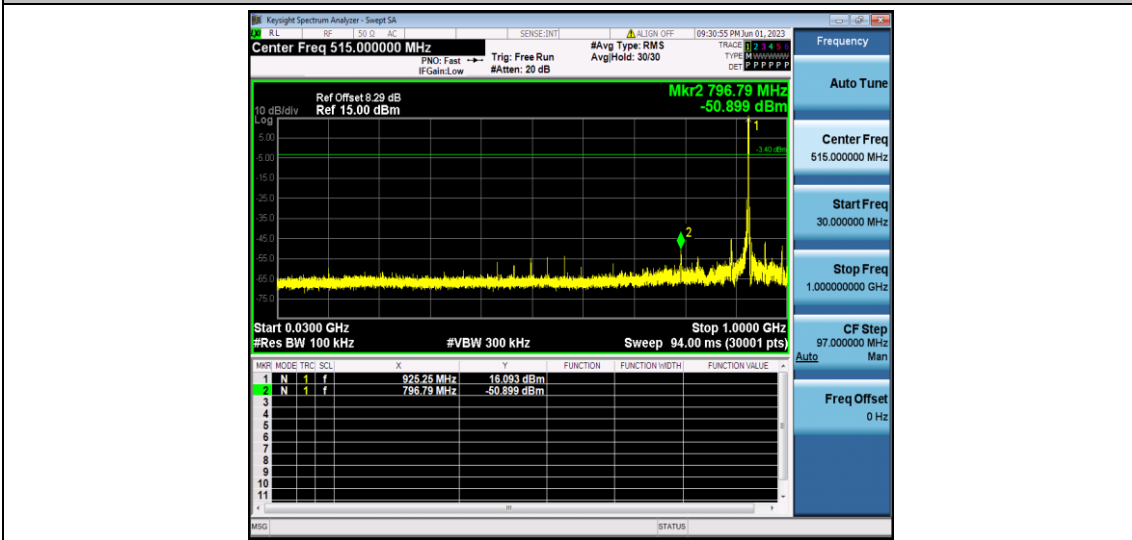 Keysight Spectrum Analyzer - Swept SA
RL RF 50 Ω AC SENSE:INT ALIGN OFF 09:30:55 PM Jun 01, 2023
Center Freq 515.000000 MHz
PNO: Fast
IFGain:Low
Trig: Free Run
#Atten: 20 dB
#Avg Type: RMS
Avg|Hold: 30/30
TRACE 1 2 3 4 5 6
TYPE M W W W W W
DET P P P P P P
Mkr2 796.79 MHz
-50.899 dBm
Ref Offset 8.29 dB
10 dB/div Ref 15.00 dBm
Log
1
5.00
-3.40 dBm
-5.00
-15.0
-25.0
-35.0
2
-45.0
-55.0
-65.0
-75.0
Start 0.0300 GHz Stop 1.0000 GHz
#Res BW 100 kHz #VBW 300 kHz Sweep 94.00 ms (30001 pts)
MKR MODE TRC SCL X Y FUNCTION FUNCTION WIDTH FUNCTION VALUE
1 N 1 f 925.25 MHz 16.093 dBm
2 N 1 f 796.79 MHz -50.899 dBm
3
4
5
6
7
8
9
10
11
MSG STATUS
Frequency
Auto Tune
Center Freq
515.000000 MHz
Start Freq
30.000000 MHz
Stop Freq
1.000000000 GHz
CF Step
97.000000 MHz
Auto Man
Freq Offset
0 Hz